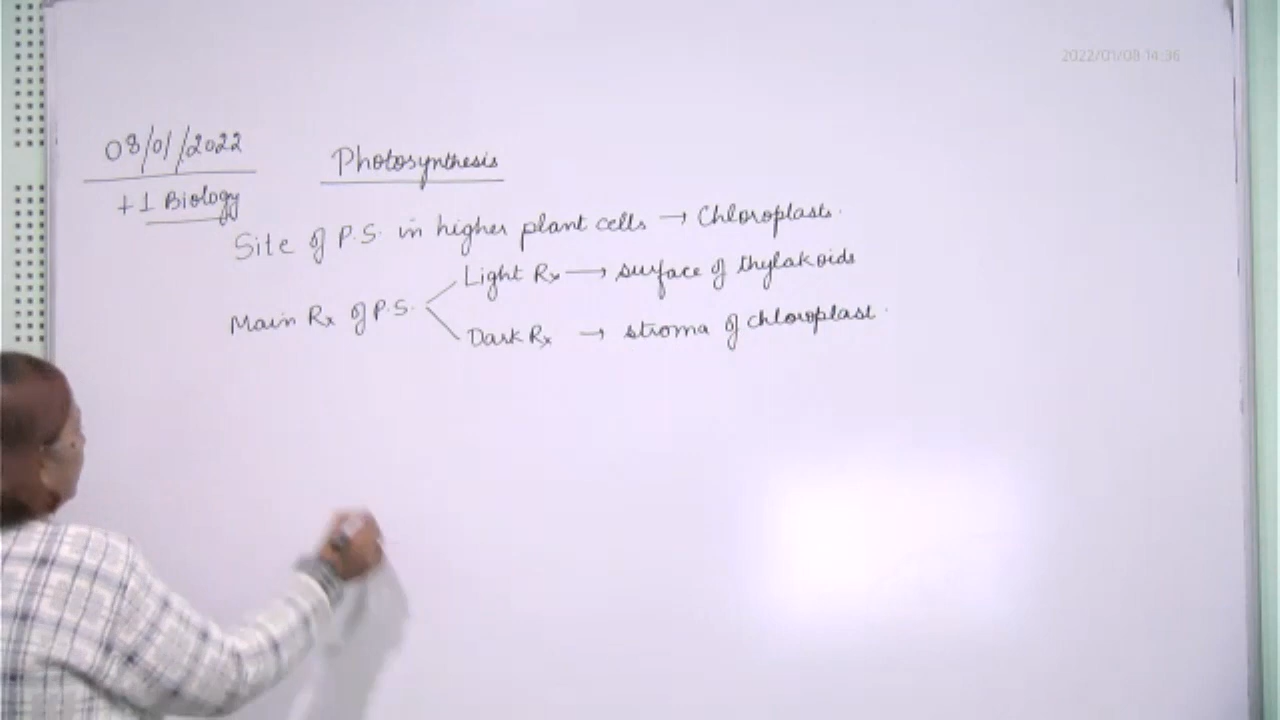 2022/01/08 14:36
08/01/2022
+1 Biology
Photosynthesis
Site of P.S. in higher plant cells → Chloroplasts.
Main Rx of P.S.
Light Rx → surface of thylakoids
Dark Rx → stroma of chloroplast.